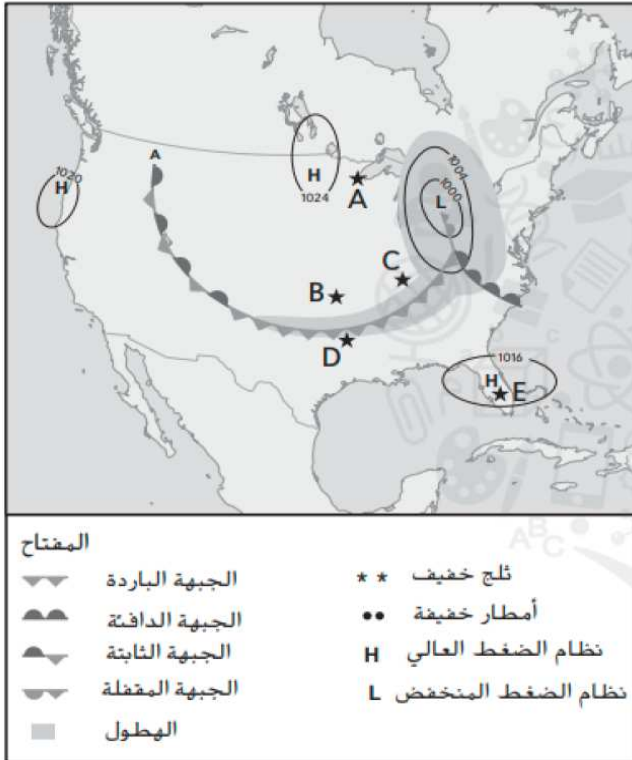 1020
H
A
H
1024
A
1004
1000
L
B
C
D
1016
H
E
المفتاح
الجبهة الباردة
الجبهة الدافئة
الجبهة الثابتة
الجبهة المقفلة
الهطول
ثلج خفيف
أمطار خفيفة
H نظام الضغط العالي
L نظام الضغط المنخفض
ABC